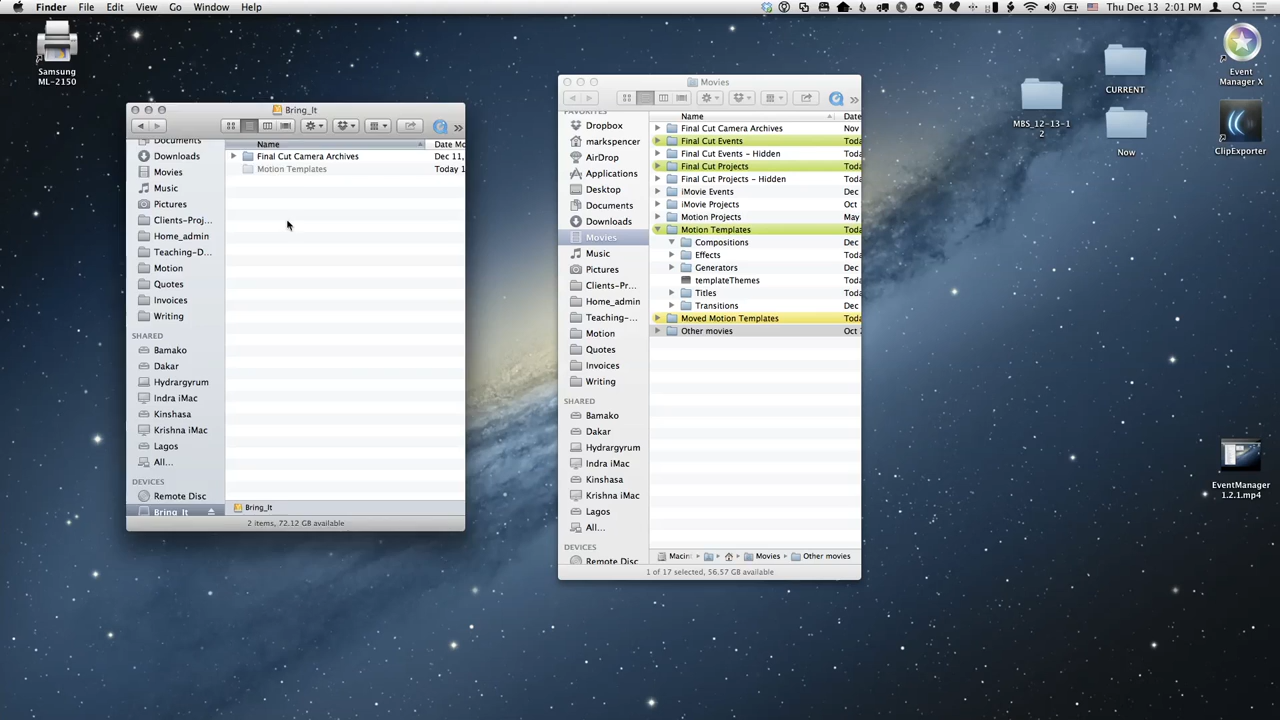 Finder File Edit View Go Window Help
Thu Dec 13 2:01 PM
Samsung
ML-2150
Bring_It
Name
Date Mo
Documents
Downloads
Movies
Music
Pictures
Clients-Proj...
Home_admin
Teaching-D...
Motion
Quotes
Invoices
Writing
SHARED
Bamako
Dakar
Hydrargyrum
Indra iMac
Kinshasa
Krishna iMac
Lagos
All...
DEVICES
Remote Disc
Bring_It
Final Cut Camera Archives Dec 11,
Motion Templates Today 1
Bring_It
2 items, 72.12 GB available
Movies
FAVORITES
Dropbox
markspencer
AirDrop
Applications
Desktop
Documents
Downloads
Movies
Music
Pictures
Clients-Pr...
Home_admin
Teaching-...
Motion
Quotes
Invoices
Writing
SHARED
Bamako
Dakar
Hydrargyrum
Indra iMac
Kinshasa
Krishna iMac
Lagos
All...
DEVICES
Remote Disc
Name Date
Final Cut Camera Archives Nov
Final Cut Events Toda
Final Cut Events - Hidden Toda
Final Cut Projects Toda
Final Cut Projects - Hidden Toda
iMovie Events Dec
iMovie Projects Oct
Motion Projects May
Motion Templates Toda
Compositions Dec
Effects Toda
Generators Dec
templateThemes Toda
Titles Toda
Transitions Dec
Moved Motion Templates Toda
Other movies Oct
Macin Movies Other movies
1 of 17 selected, 56.57 GB available
MBS_12-13-1
2
CURRENT
Now
Event
Manager X
ClipExporter
EventManager
1.2.1.mp4